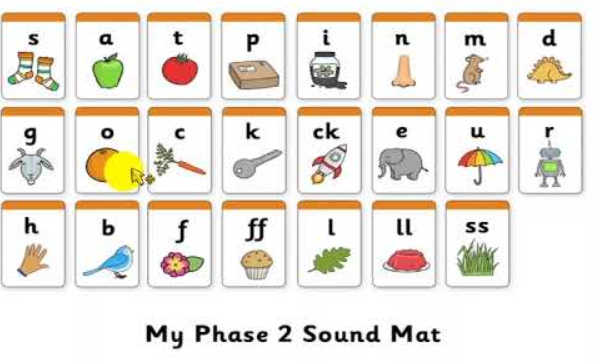 s a t p i n m d
g o c k ck e u r
h b f ff l ll ss
My Phase 2 Sound Mat